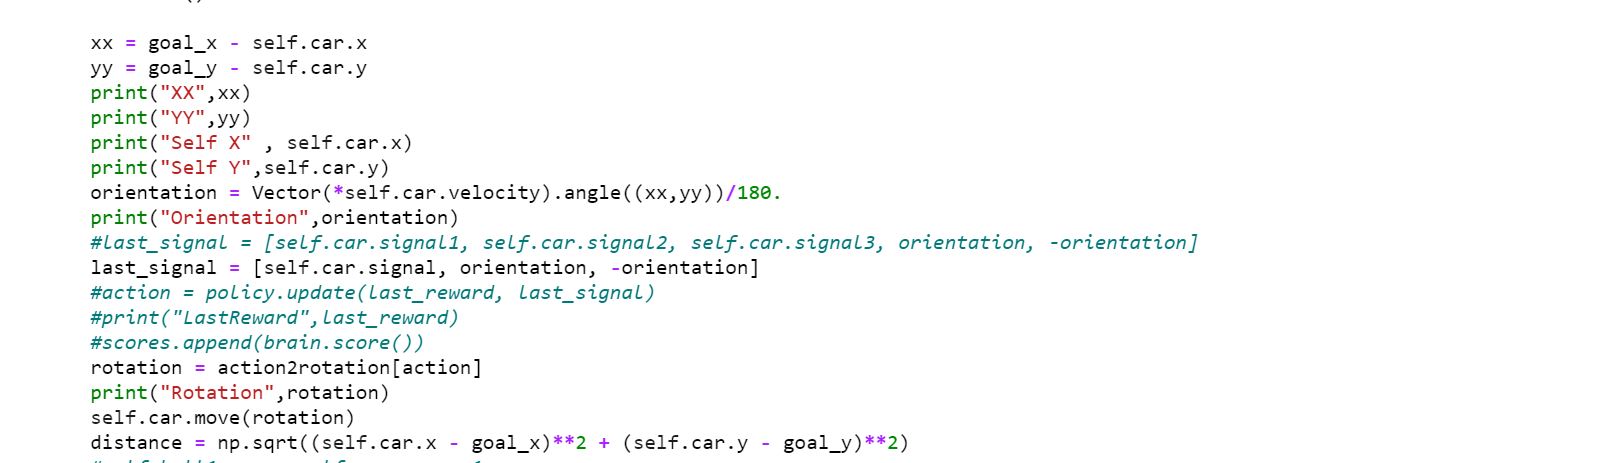 xx = goal_x - self.car.x
yy = goal_y - self.car.y
print("XX",xx)
print("YY",yy)
print("Self X" , self.car.x)
print("Self Y",self.car.y)
orientation = Vector(*self.car.velocity).angle((xx,yy))/180.
print("Orientation",orientation)
#last_signal = [self.car.signal1, self.car.signal2, self.car.signal3, orientation, -orientation]
last_signal = [self.car.signal, orientation, -orientation]
#action = policy.update(last_reward, last_signal)
#print("LastReward",last_reward)
#scores.append(brain.score())
rotation = action2rotation[action]
print("Rotation",rotation)
self.car.move(rotation)
distance = np.sqrt((self.car.x - goal_x)**2 + (self.car.y - goal_y)**2)